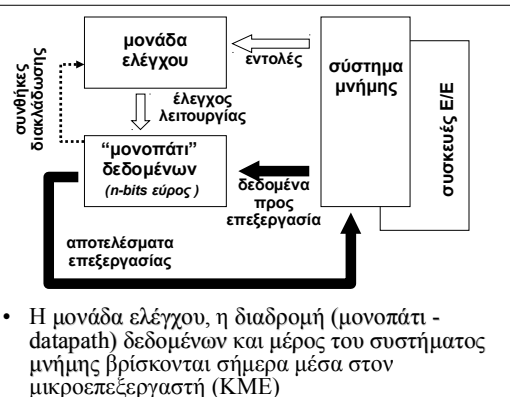 μονάδα
ελέγχου
εντολές
σύστημα
μνήμης
συσκευές Ε/Ε
συνθήκες
διακλάδωσης
έλεγχος
λειτουργίας
“μονοπάτι”
δεδομένων
(n-bits εύρος )
δεδομένα
προς
επεξεργασία
αποτελέσματα
επεξεργασίας
• Η μονάδα ελέγχου, η διαδρομή (μονοπάτι -
datapath) δεδομένων και μέρος του συστήματος
μνήμης βρίσκονται σήμερα μέσα στον
μικροεπεξεργαστή (ΚΜΕ)